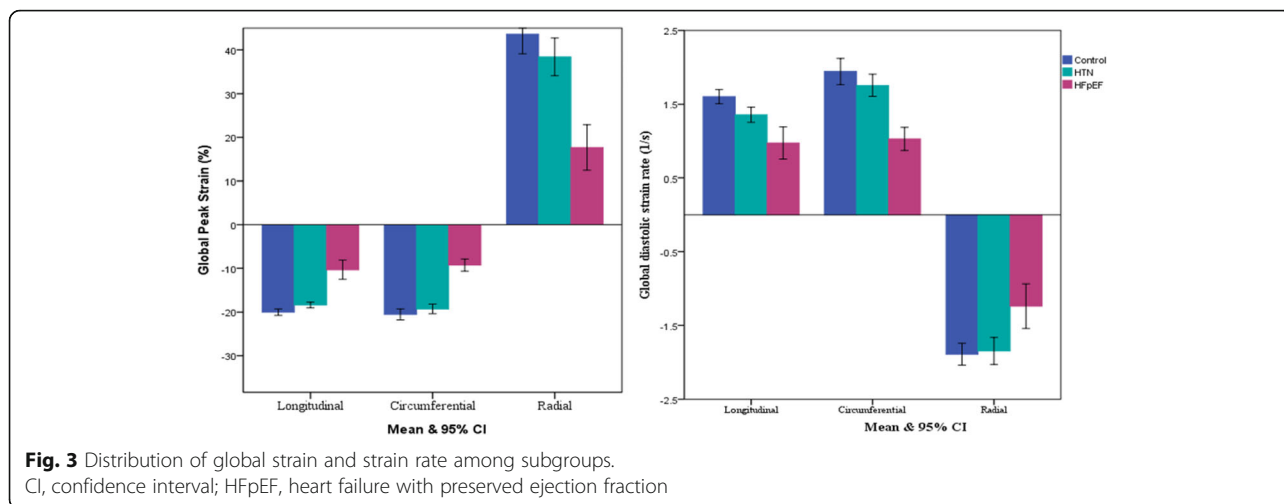 Global Peak Strain (%)
40
30
20
10
0
-10
-20
-30
Longitudinal Circumferential Radial
Mean & 95% CI
Global diastolic strain rate (1/s)
2.5
1.5
0.5
-0.5
-1.5
-2.5
Longitudinal Circumferential Radial
Mean & 95% CI
Control
HTN
HFpEF
Fig. 3 Distribution of global strain and strain rate among subgroups.
CI, confidence interval; HFpEF, heart failure with preserved ejection fraction